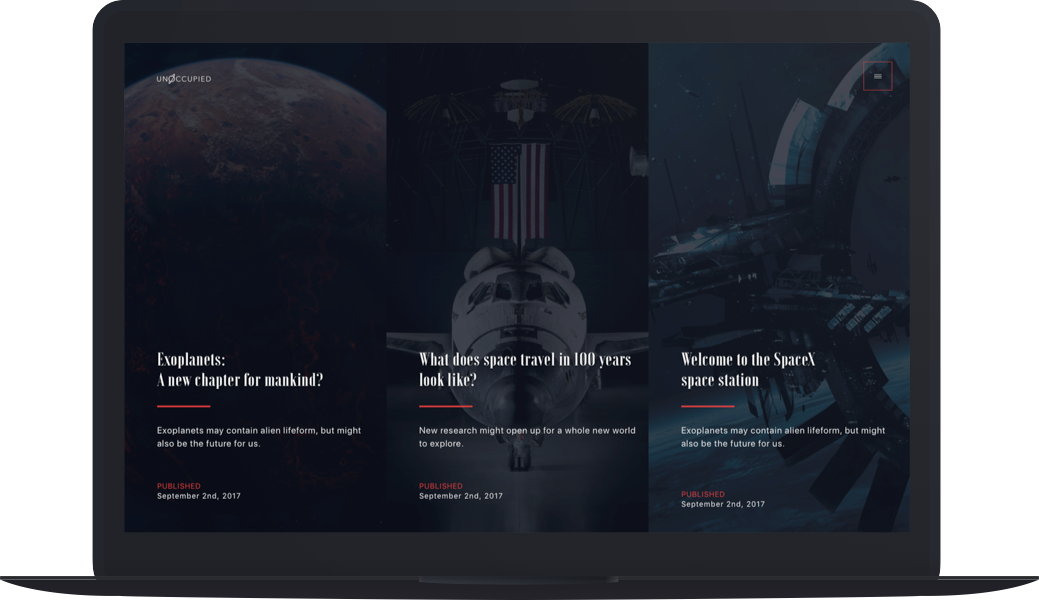 UNØCCUPIED
Exoplanets:
A new chapter for mankind?
Exoplanets may contain alien lifeform, but might
also be the future for us.
PUBLISHED
September 2nd, 2017
What does space travel in 100 years
look like?
New research might open up for a whole new world
to explore.
PUBLISHED
September 2nd, 2017
Welcome to the SpaceX
space station
Exoplanets may contain alien lifeform, but might
also be the future for us.
PUBLISHED
September 2nd, 2017